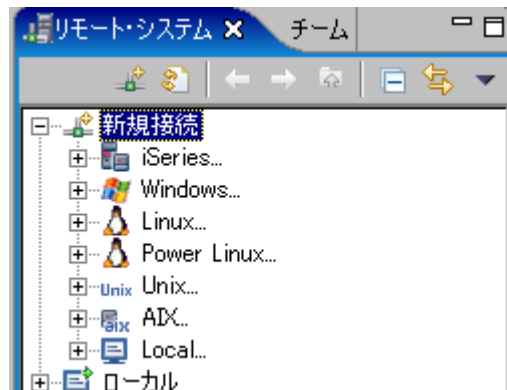 リモート・システム チーム
新規接続
iSeries...
Windows...
Linux...
Power Linux...
Unix Unix...
aix AIX...
Local...
ローカル